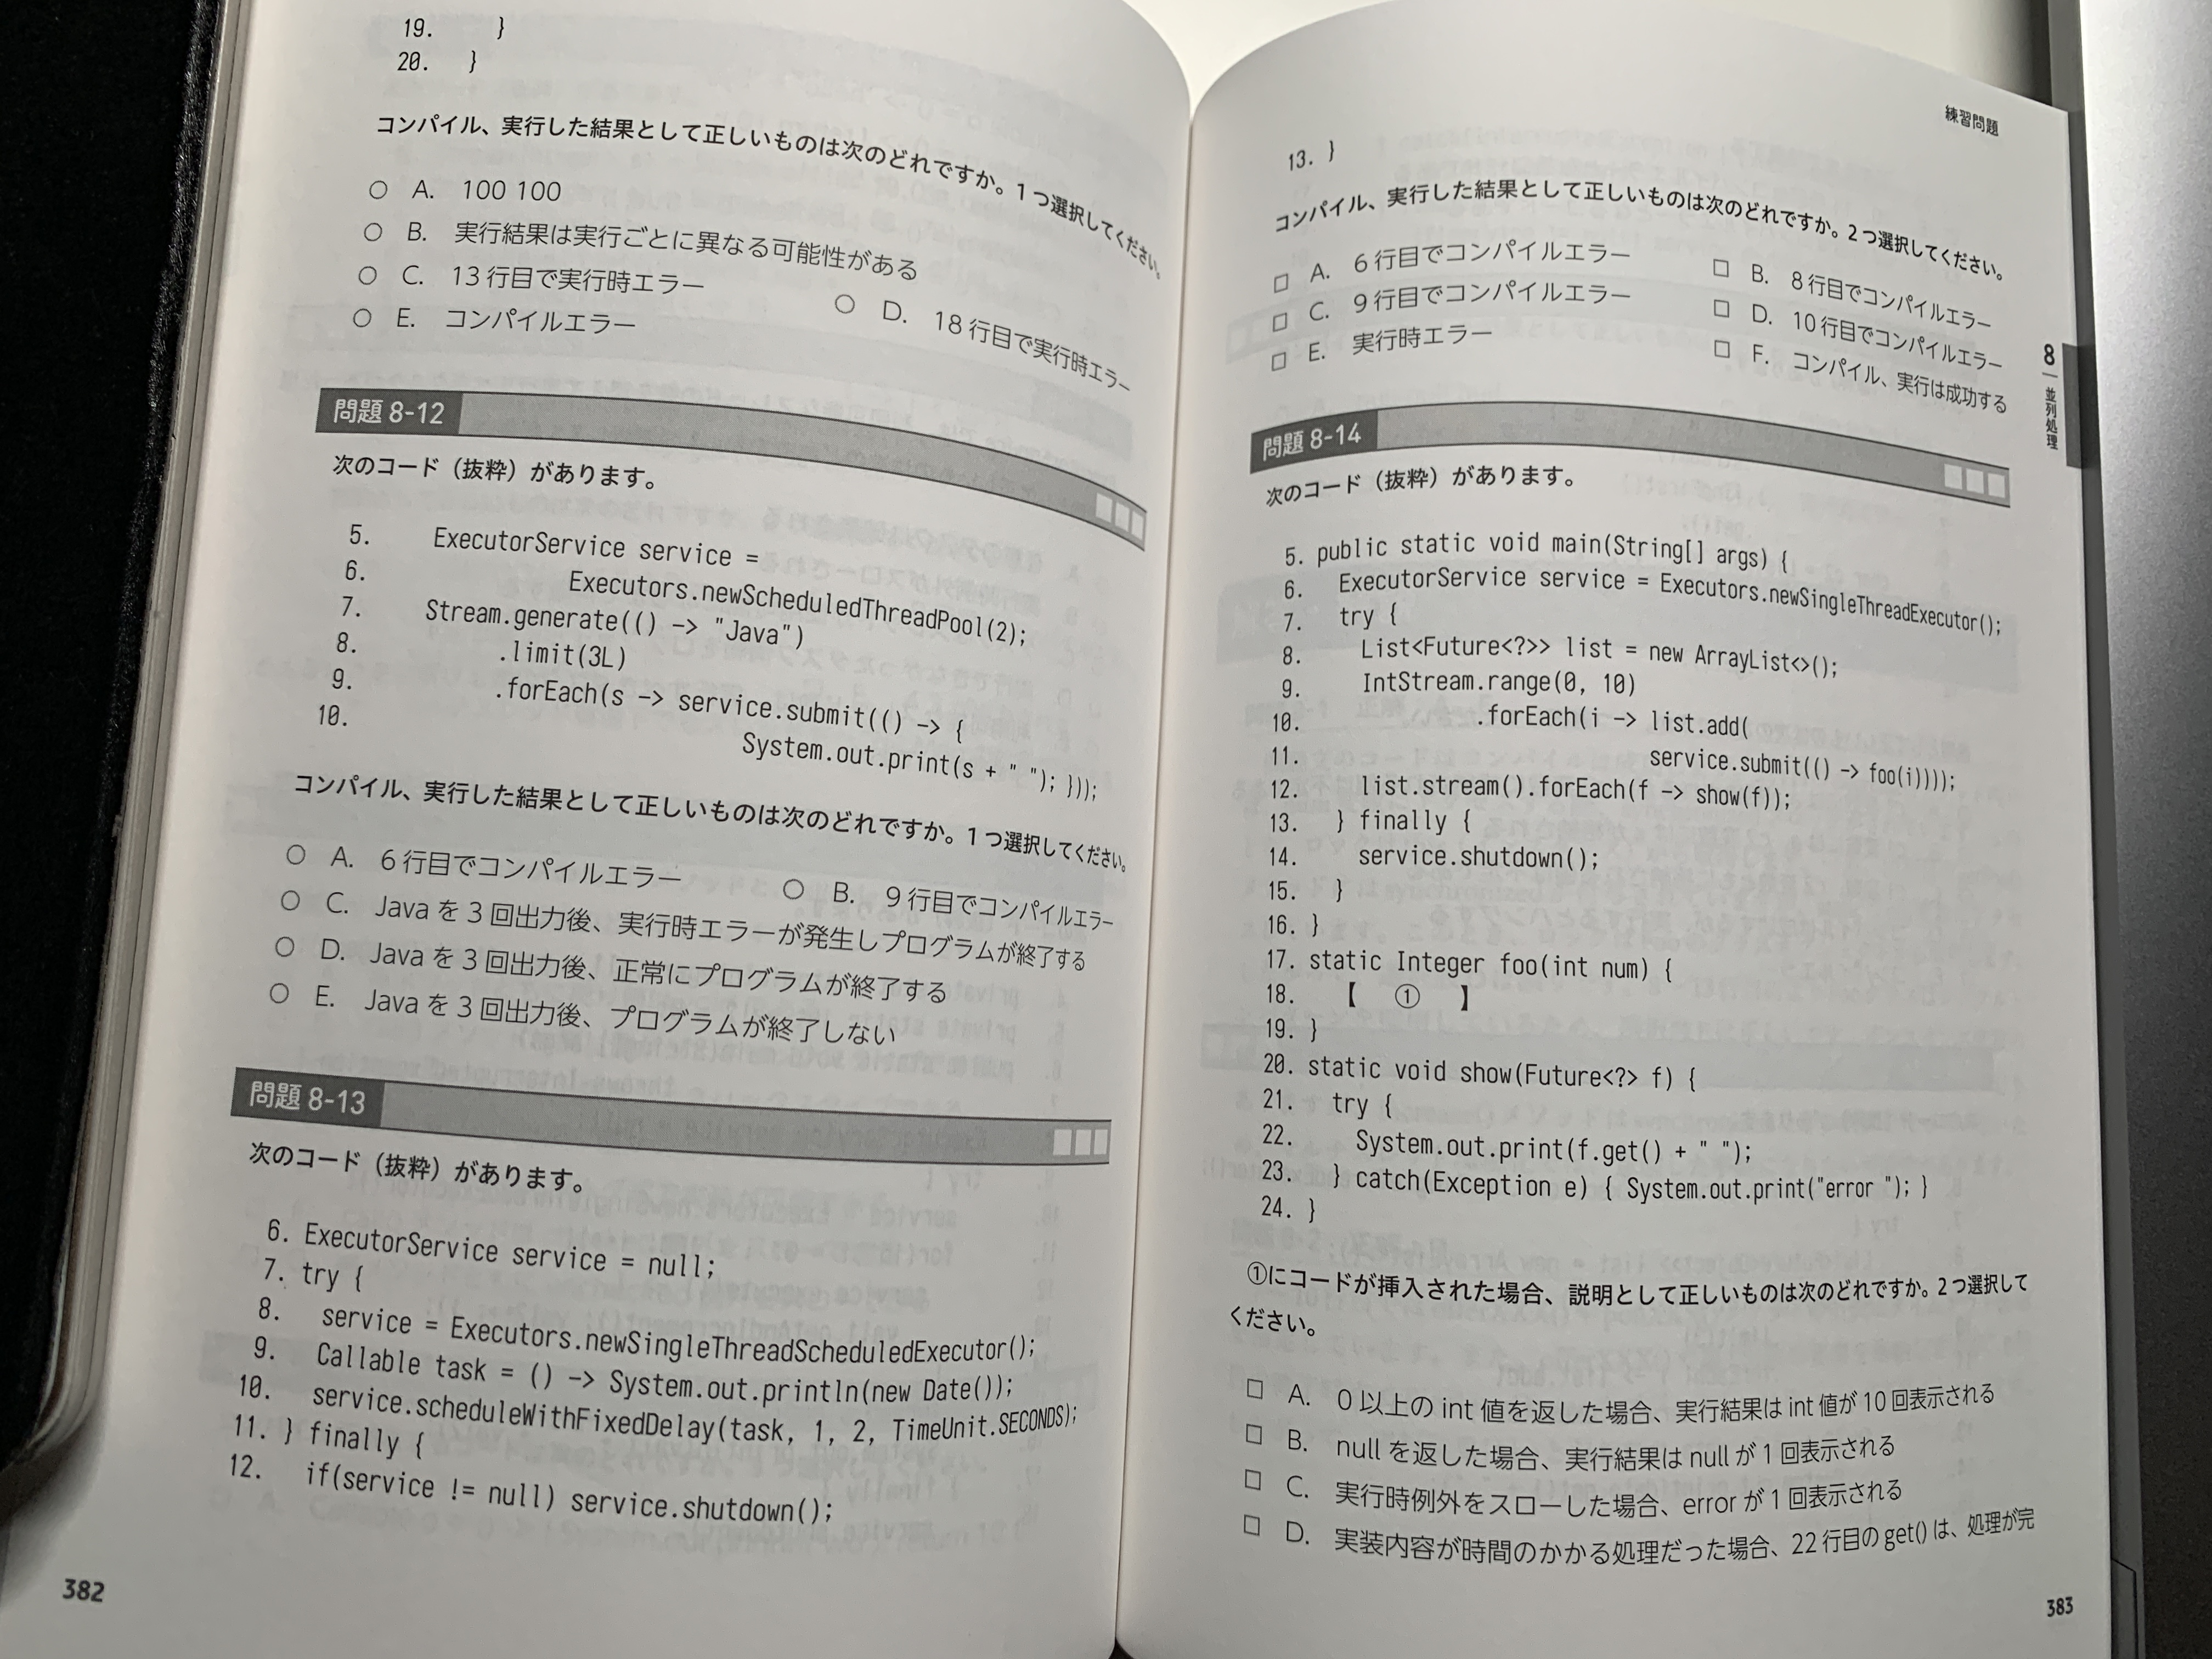 19. }
20. }
コンパイル、実行した結果として正しいものは次のどれですか。1つ選択してください。
○ A. 100 100
○ B. 実行結果は実行ごとに異なる可能性がある
○ C. 13行目で実行時エラー
○ D. 18行目で実行時エラー
○ E. コンパイルエラー
問題 8-12
次のコード（抜粋）があります。
5. ExecutorService service =
6. Executors.newScheduledThreadPool(2);
7. Stream.generate(() -> "Java")
8. .limit(3L)
9. .forEach(s -> service.submit(() -> {
10. System.out.print(s + " "); }));
コンパイル、実行した結果として正しいものは次のどれですか。1つ選択してください。
○ A. 6行目でコンパイルエラー
○ B. 9行目でコンパイルエラー
○ C. Javaを3回出力後、実行時エラーが発生しプログラムが終了する
○ D. Javaを3回出力後、正常にプログラムが終了する
○ E. Javaを3回出力後、プログラムが終了しない
問題 8-13
次のコード（抜粋）があります。
6. ExecutorService service = null;
7. try {
8. service = Executors.newSingleThreadScheduledExecutor();
9. Callable task = () -> System.out.println(new Date());
10. service.scheduleWithFixedDelay(task, 1, 2, TimeUnit.SECONDS);
11. } finally {
12. if(service != null) service.shutdown();
382
練習問題
13. }
コンパイル、実行した結果として正しいものは次のどれですか。2つ選択してください。
□ A. 6行目でコンパイルエラー
□ B. 8行目でコンパイルエラー
□ C. 9行目でコンパイルエラー
□ D. 10行目でコンパイルエラー
□ E. 実行時エラー
□ F. コンパイル、実行は成功する
8
並列処理
問題 8-14
次のコード（抜粋）があります。
5. public static void main(String[] args) {
6. ExecutorService service = Executors.newSingleThreadExecutor();
7. try {
8. List<Future<?>> list = new ArrayList<>();
9. IntStream.range(0, 10)
10. .forEach(i -> list.add(
11. service.submit(() -> foo(i))));
12. list.stream().forEach(f -> show(f));
13. } finally {
14. service.shutdown();
15. }
16. }
17. static Integer foo(int num) {
18. 【 ① 】
19. }
20. static void show(Future<?> f) {
21. try {
22. System.out.print(f.get() + " ");
23. } catch(Exception e) { System.out.print("error "); }
24. }
①にコードが挿入された場合、説明として正しいものは次のどれですか。2つ選択して
ください。
□ A. 0以上のint値を返した場合、実行結果はint値が10回表示される
□ B. nullを返した場合、実行結果はnullが1回表示される
□ C. 実行時例外をスローした場合、errorが1回表示される
□ D. 実装内容が時間のかかる処理だった場合、22行目のget()は、処理が完
383